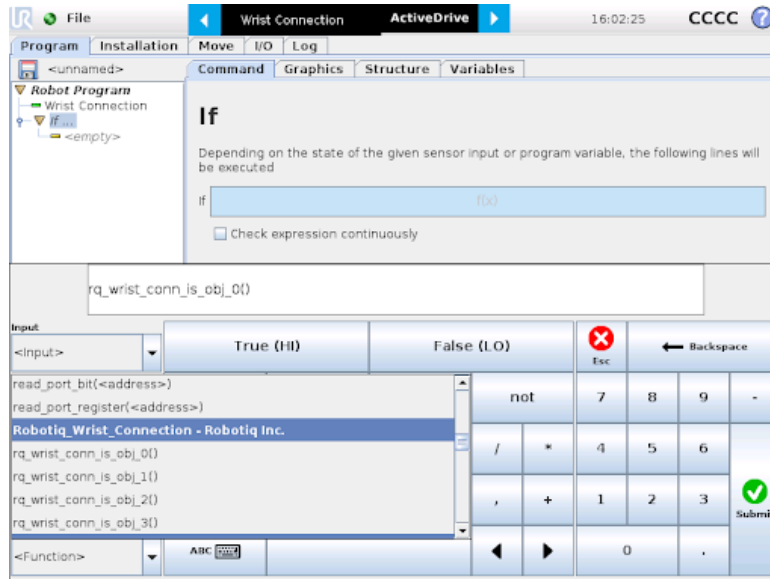 File
Wrist Connection
ActiveDrive
16:02:25
CCCC
?
Program
Installation
Move
I/O
Log
<unnamed>
Command
Graphics
Structure
Variables
Robot Program
Wrist Connection
If ...
<empty>
If
Depending on the state of the given sensor input or program variable, the following lines will
be executed
If
f(x)
Check expression continuously
rq_wrist_conn_is_obj_0()
Input
<Input>
True (HI)
False (LO)
Esc
Backspace
read_port_bit(<address>)
read_port_register(<address>)
Robotiq_Wrist_Connection - Robotiq Inc.
rq_wrist_conn_is_obj_0()
rq_wrist_conn_is_obj_1()
rq_wrist_conn_is_obj_2()
rq_wrist_conn_is_obj_3()
not
7
8
9
-
/
*
4
5
6
,
+
1
2
3
Submi
<Function>
ABC
0
.